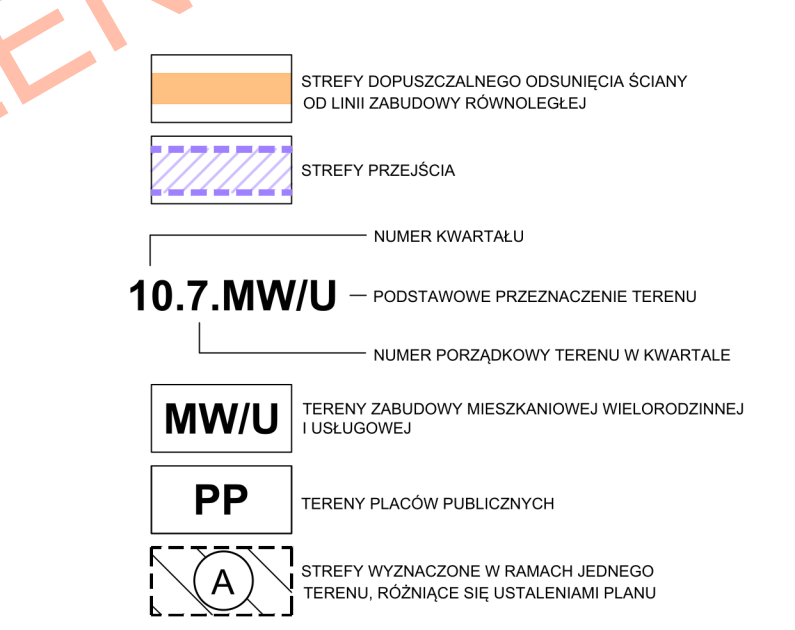 STREFY DOPUSZCZALNEGO ODSUNIĘCIA ŚCIANY
OD LINII ZABUDOWY RÓWNOLEGŁEJ
STREFY PRZEJŚCIA
NUMER KWARTAŁU
10.7.MW/U
PODSTAWOWE PRZEZNACZENIE TERENU
NUMER PORZĄDKOWY TERENU W KWARTALE
MW/U
TERENY ZABUDOWY MIESZKANIOWEJ WIELORODZINNEJ
I USŁUGOWEJ
PP
TERENY PLACÓW PUBLICZNYCH
A
STREFY WYZNACZONE W RAMACH JEDNEGO
TERENU, RÓŻNIĄCE SIĘ USTALENIAMI PLANU